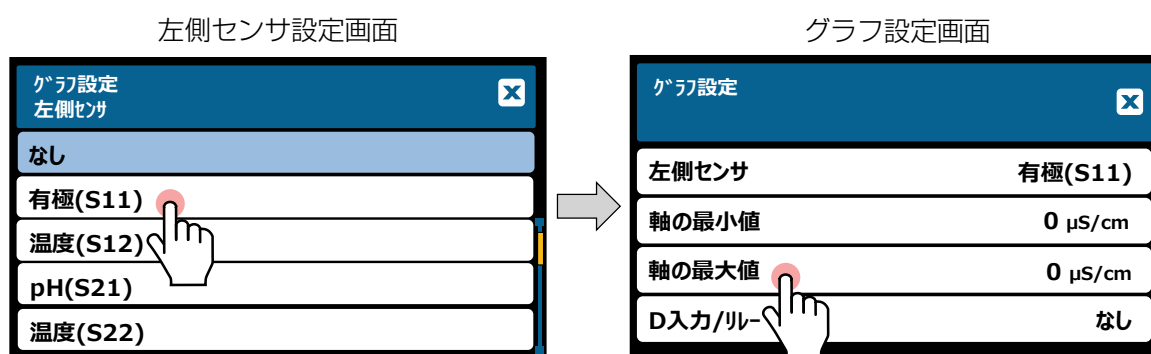 左側センサ設定画面
グラフ設定
左側センサ
なし
有極(S11)
温度(S12)
pH(S21)
温度(S22)
グラフ設定画面
グラフ設定
左側センサ 有極(S11)
軸の最小値 0 µS/cm
軸の最大値 0 µS/cm
D入力/リレー なし